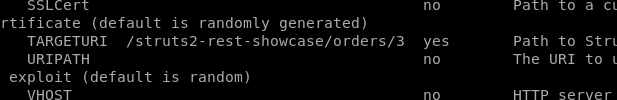 SSLCert no Path to a cu
rtificate (default is randomly generated)
TARGETURI /struts2-rest-showcase/orders/3 yes Path to Stru
URIPATH no The URI to u
exploit (default is random)
VHOST no HTTP server